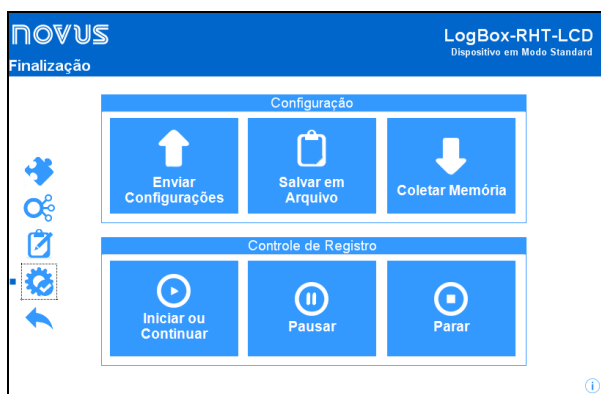 NOVUS
LogBox-RHT-LCD
Dispositivo em Modo Standard
Finalização
Configuração
Enviar
Configurações
Salvar em
Arquivo
Coletar Memória
Controle de Registro
Iniciar ou
Continuar
Pausar
Parar